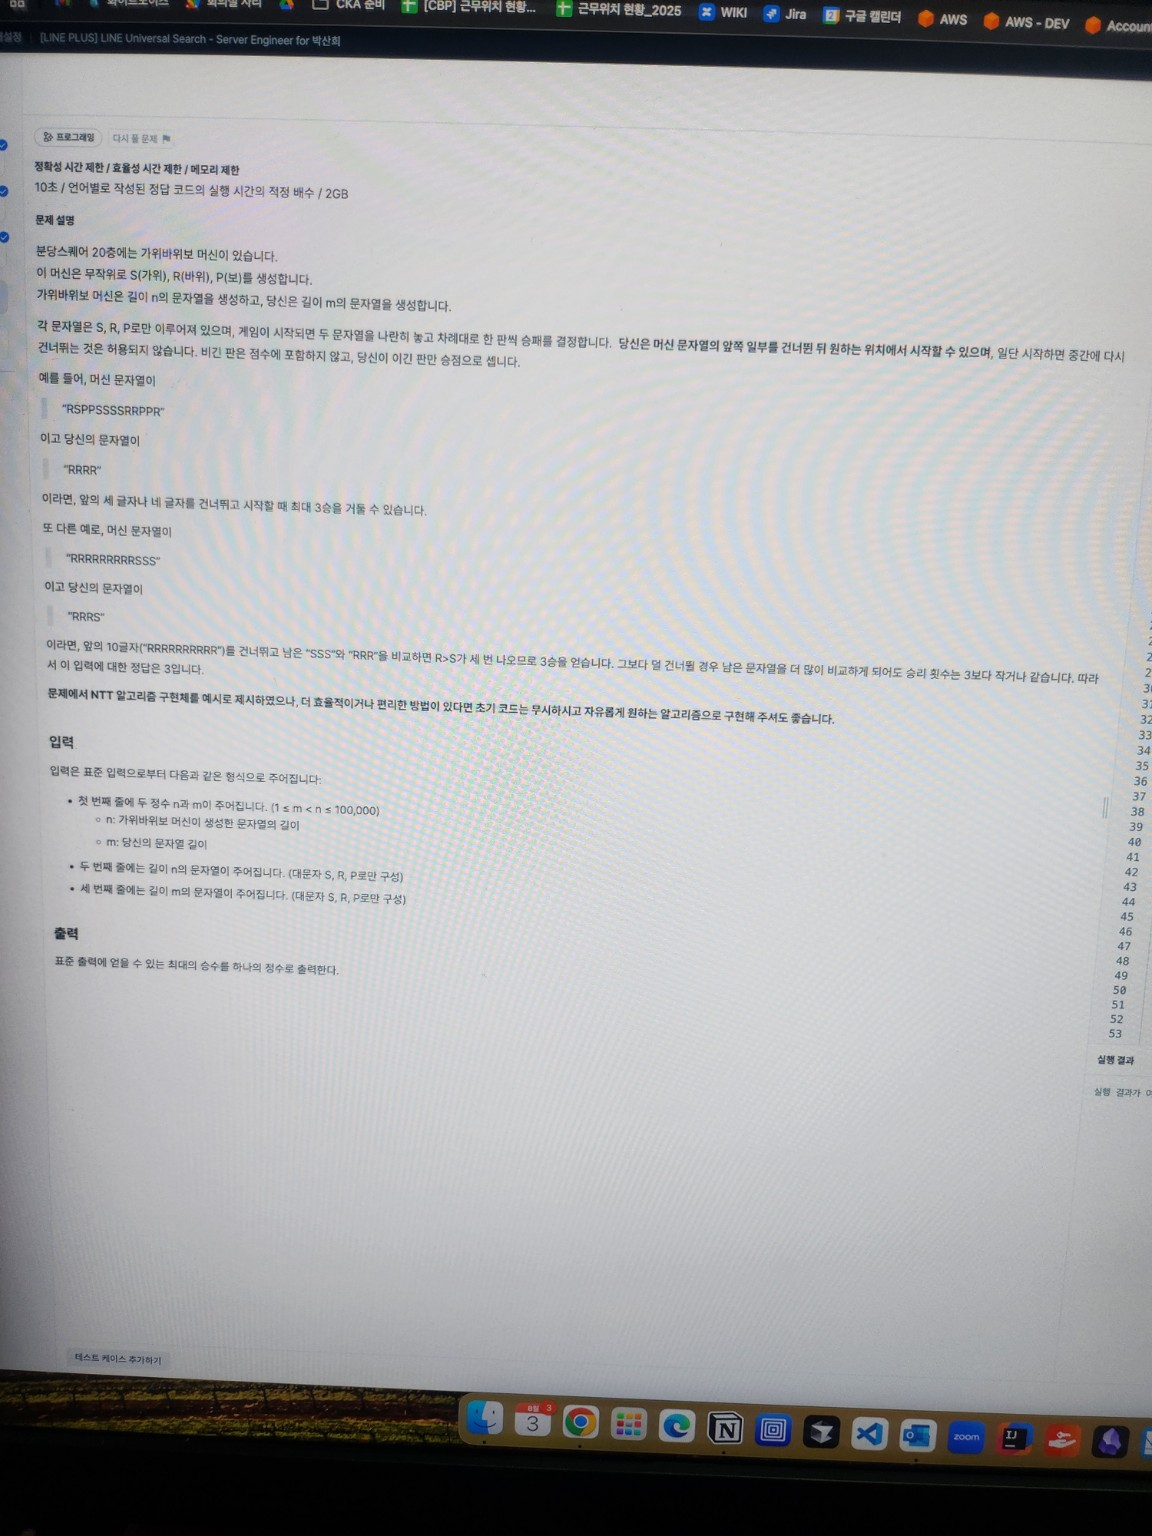 [CBP] 근무위치 현황...
근무위치 현황_2025
WIKI
Jira
구글 캘린더
AWS
AWS - DEV
CKA 준비
[LINE PLUS] LINE Universal Search - Server Engineer for 박산희
프로그래밍
다시 풀 문제
정확성 시간 제한 / 효율성 시간 제한 / 메모리 제한
10초 / 언어별로 작성된 정답 코드의 실행 시간의 적정 배수 / 2GB
문제 설명
분당스퀘어 20층에는 가위바위보 머신이 있습니다.
이 머신은 무작위로 S(가위), R(바위), P(보)를 생성합니다.
가위바위보 머신은 길이 n의 문자열을 생성하고, 당신은 길이 m의 문자열을 생성합니다.
각 문자열은 S, R, P로만 이루어져 있으며, 게임이 시작되면 두 문자열을 나란히 놓고 차례대로 한 판씩 승패를 결정합니다. 당신은 머신 문자열의 앞쪽 일부를 건너뛴 뒤 원하는 위치에서 시작할 수 있으며, 일단 시작하면 중간에 다시
건너뛰는 것은 허용되지 않습니다. 비긴 판은 점수에 포함하지 않고, 당신이 이긴 판만 승점으로 셉니다.
예를 들어, 머신 문자열이
"RSPPSSSSRRPPR"
이고 당신의 문자열이
"RRRR"
이라면, 앞의 세 글자나 네 글자를 건너뛰고 시작할 때 최대 3승을 거둘 수 있습니다.
또 다른 예로, 머신 문자열이
"RRRRRRRRRSSS"
이고 당신의 문자열이
"RRRS"
이라면, 앞의 10글자("RRRRRRRRRR")를 건너뛰고 남은 "SSS"와 "RRR"을 비교하면 R>S가 세 번 나오므로 3승을 얻습니다. 그보다 덜 건너뛸 경우 남은 문자열을 더 많이 비교하게 되어도 승리 횟수는 3보다 작거나 같습니다. 따라
서 이 입력에 대한 정답은 3입니다.
문제에서 NTT 알고리즘 구현체를 예시로 제시하였으나, 더 효율적이거나 편리한 방법이 있다면 초기 코드는 무시하시고 자유롭게 원하는 알고리즘으로 구현해 주셔도 좋습니다.
입력
입력은 표준 입력으로부터 다음과 같은 형식으로 주어집니다:
• 첫 번째 줄에 두 정수 n과 m이 주어집니다. (1 ≤ m < n ≤ 100,000)
○ n: 가위바위보 머신이 생성한 문자열의 길이
○ m: 당신의 문자열 길이
• 두 번째 줄에는 길이 n의 문자열이 주어집니다. (대문자 S, R, P로만 구성)
• 세 번째 줄에는 길이 m의 문자열이 주어집니다. (대문자 S, R, P로만 구성)
출력
표준 출력에 얻을 수 있는 최대의 승수를 하나의 정수로 출력한다.
31
32
33
34
35
36
37
38
39
40
41
42
43
44
45
46
47
48
49
50
51
52
53
실행 결과
실행 결과가
테스트 케이스 추가하기
3
3
zoom
IJ